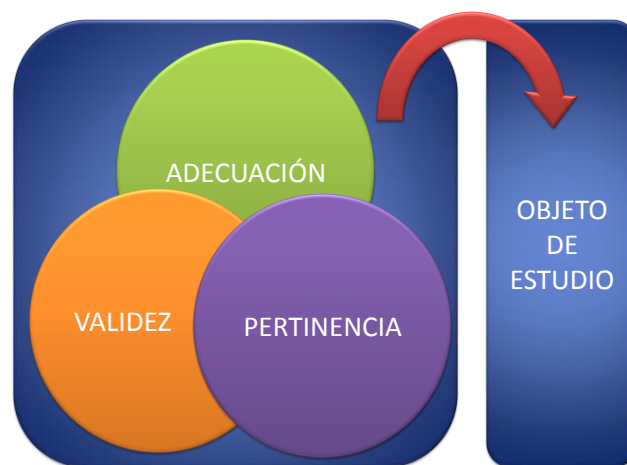 ADECUACIÓN
VALIDEZ
PERTINENCIA
OBJETO
DE
ESTUDIO